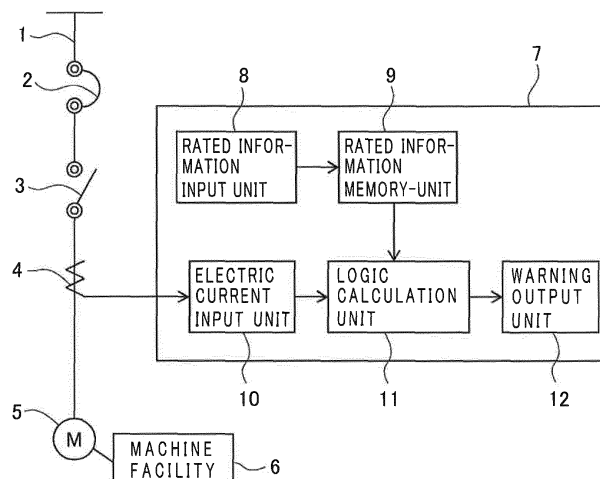 1
2
3
4
5
M
MACHINE
FACILITY
6
7
8
RATED INFOR-
MATION
INPUT UNIT
9
RATED INFOR-
MATION
MEMORY-UNIT
ELECTRIC
CURRENT
INPUT UNIT
10
LOGIC
CALCULATION
UNIT
11
WARNING
OUTPUT
UNIT
12